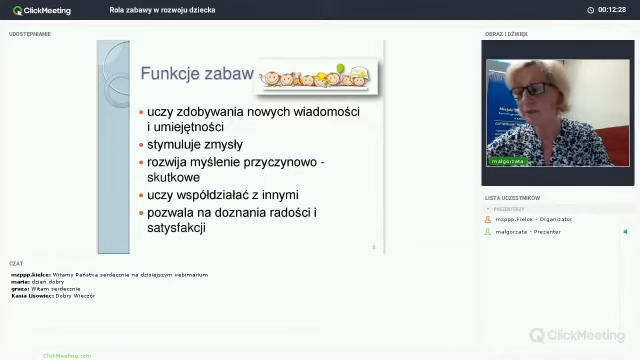 ClickMeeting
Rola zabawy w rozwoju dziecka
00:12:28
UDOSTĘPNIANIE
OBRAZ I DŹWIĘK
Funkcje zabaw
uczy zdobywania nowych wiadomości
i umiejętności
stymuluje zmysły
rozwija myślenie przyczynowo -
skutkowe
uczy współdziałać z innymi
pozwala na doznania radości i
satysfakcji
małgorzata
LISTA UCZESTNIKÓW
PREZENTERZY
mzppp.kielce - Organizator
małgorzata - Prezenter
CZAT
mzppp.kielce: Witamy Państwa serdecznie na dzisiejszym webinarium
maria: dzień dobry
graza: Witam serdecznie
Kasia Lisowiec: Dobry Wieczór
ClickMeeting
ClickMeeting.com